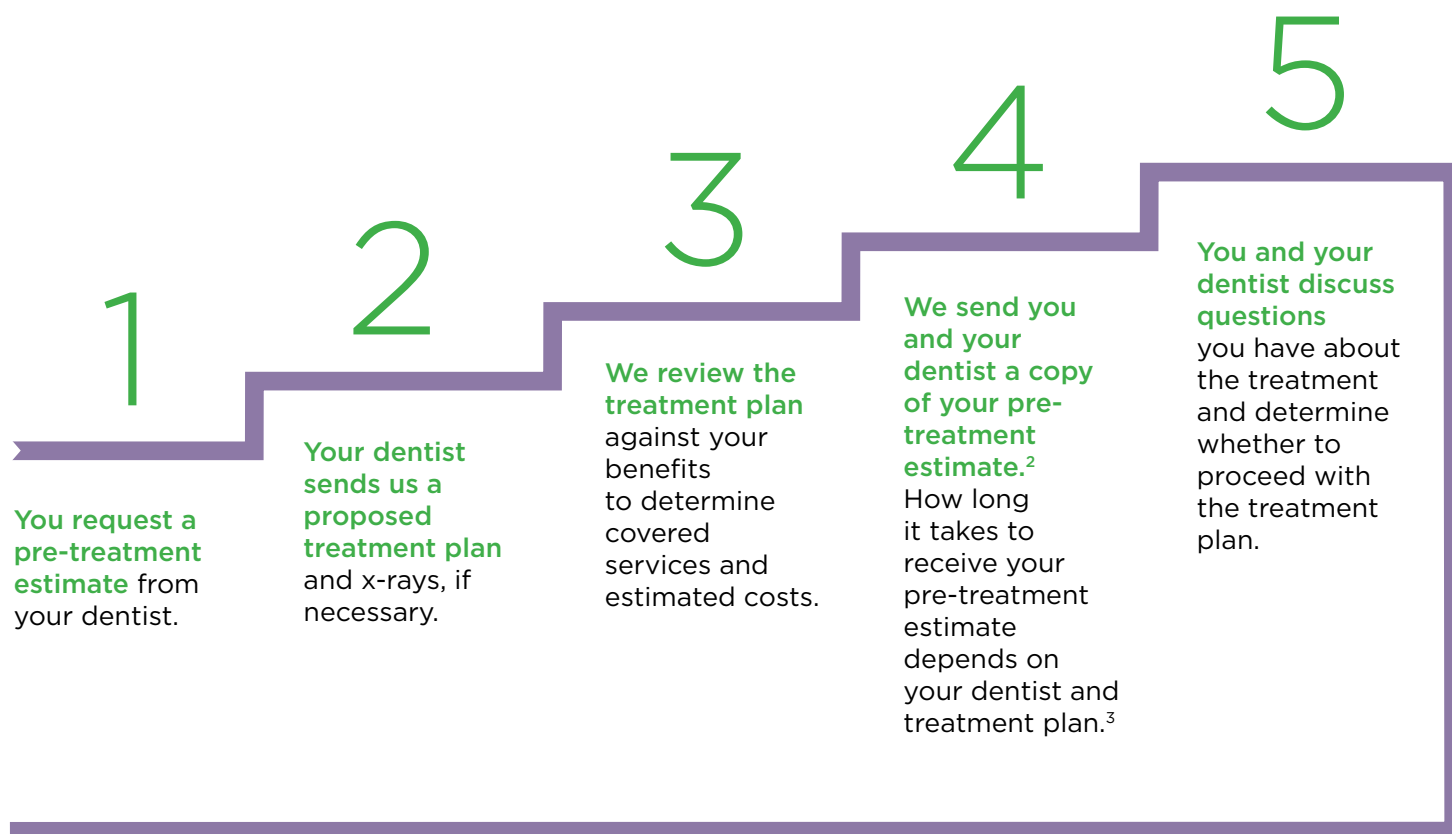 1
You request a
pre-treatment
estimate from
your dentist.
2
Your dentist
sends us a
proposed
treatment plan
and x-rays, if
necessary.
3
We review the
treatment plan
against your
benefits
to determine
covered
services and
estimated costs.
4
We send you
and your
dentist a copy
of your pre-
treatment
estimate.²
How long
it takes to
receive your
pre-treatment
estimate
depends on
your dentist and
treatment plan.³
5
You and your
dentist discuss
questions
you have about
the treatment
and determine
whether to
proceed with
the treatment
plan.